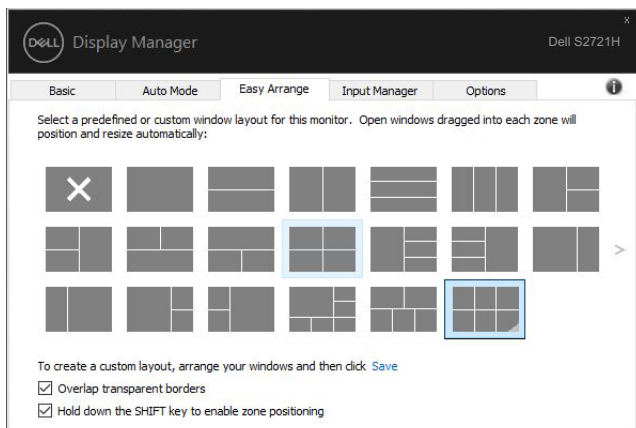 DELL Display Manager
Dell S2721H
Basic Auto Mode Easy Arrange Input Manager Options
Select a predefined or custom window layout for this monitor. Open windows dragged into each zone will
position and resize automatically:
To create a custom layout, arrange your windows and then click Save
Overlap transparent borders
Hold down the SHIFT key to enable zone positioning